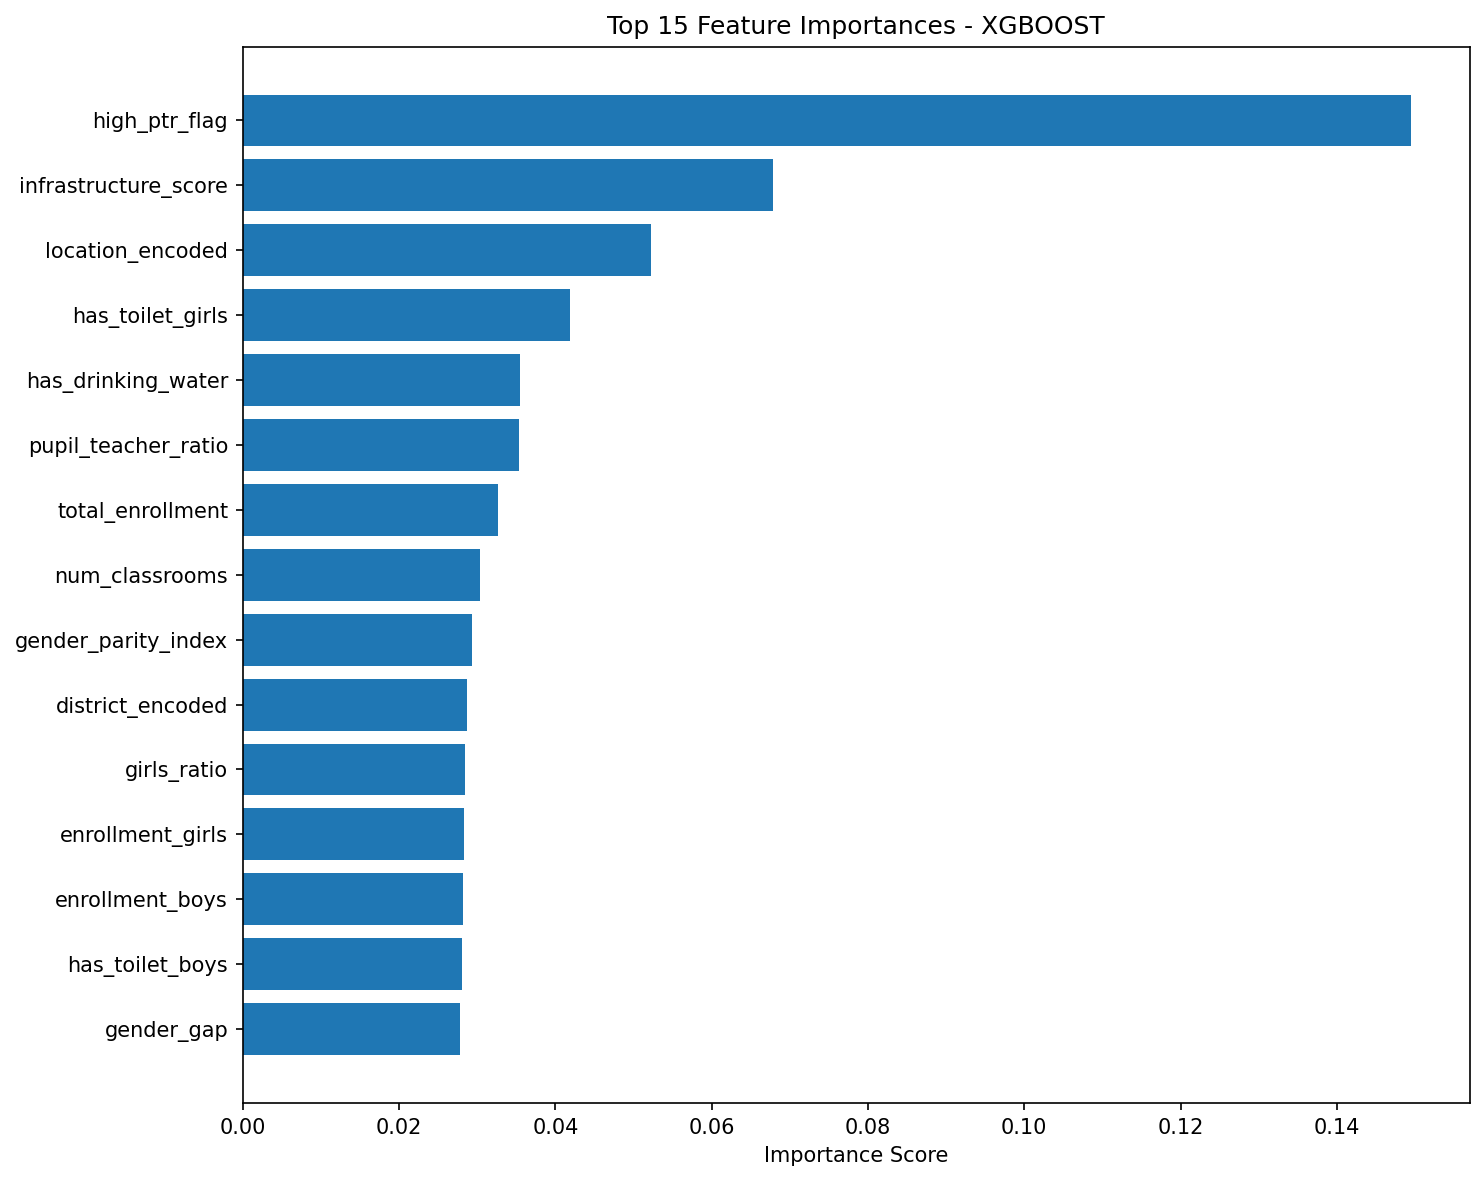 Top 15 Feature Importances - XGBOOST
high_ptr_flag
infrastructure_score
location_encoded
has_toilet_girls
has_drinking_water
pupil_teacher_ratio
total_enrollment
num_classrooms
gender_parity_index
district_encoded
girls_ratio
enrollment_girls
enrollment_boys
has_toilet_boys
gender_gap
0.00 0.02 0.04 0.06 0.08 0.10 0.12 0.14
Importance Score